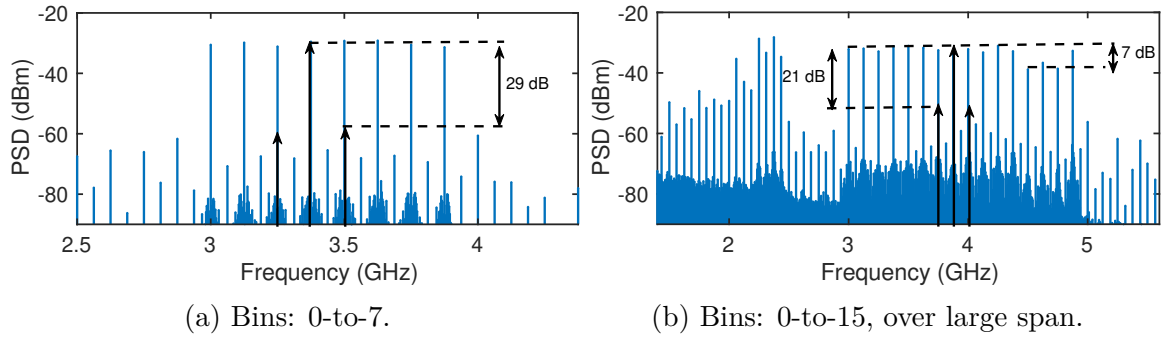 -20
-40
-60
-80
PSD (dBm)
29 dB
2.5 3 3.5 4
Frequency (GHz)
(a) Bins: 0-to-7.
-20
-40
-60
-80
PSD (dBm)
21 dB
7 dB
2 3 4 5
Frequency (GHz)
(b) Bins: 0-to-15, over large span.